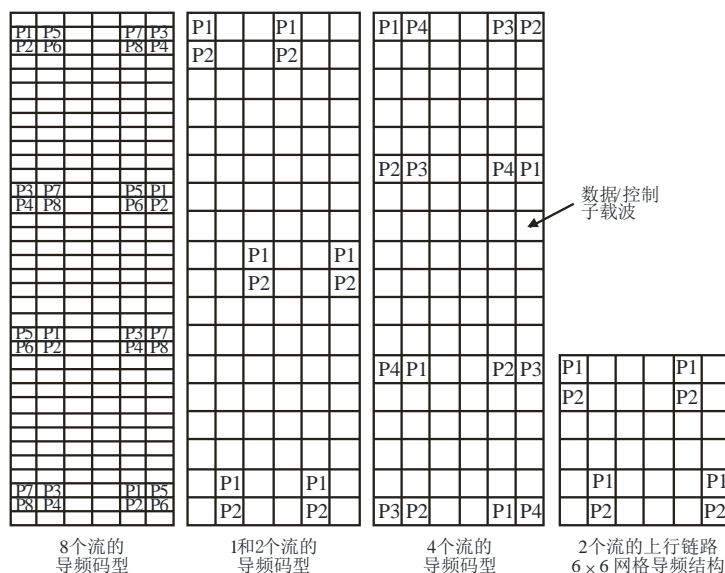 P1 P5 P7 P3
P2 P6 P8 P4
P3 P7 P5 P1
P4 P8 P6 P2
P5 P1 P3 P7
P6 P2 P4 P8
P7 P3 P1 P5
P8 P4 P2 P6
8个流的
导频码型
P1 P1
P2 P2
P1 P1
P2 P2
P1 P1
P2 P2
1和2个流的
导频码型
P1 P4 P3 P2
P2 P3 P4 P1
P4 P1 P2 P3
P3 P2 P1 P4
4个流的
导频码型
数据/控制
子载波
P1 P1
P2 P2
P1 P1
P2 P2
2个流的上行链路
6×6网格导频结构